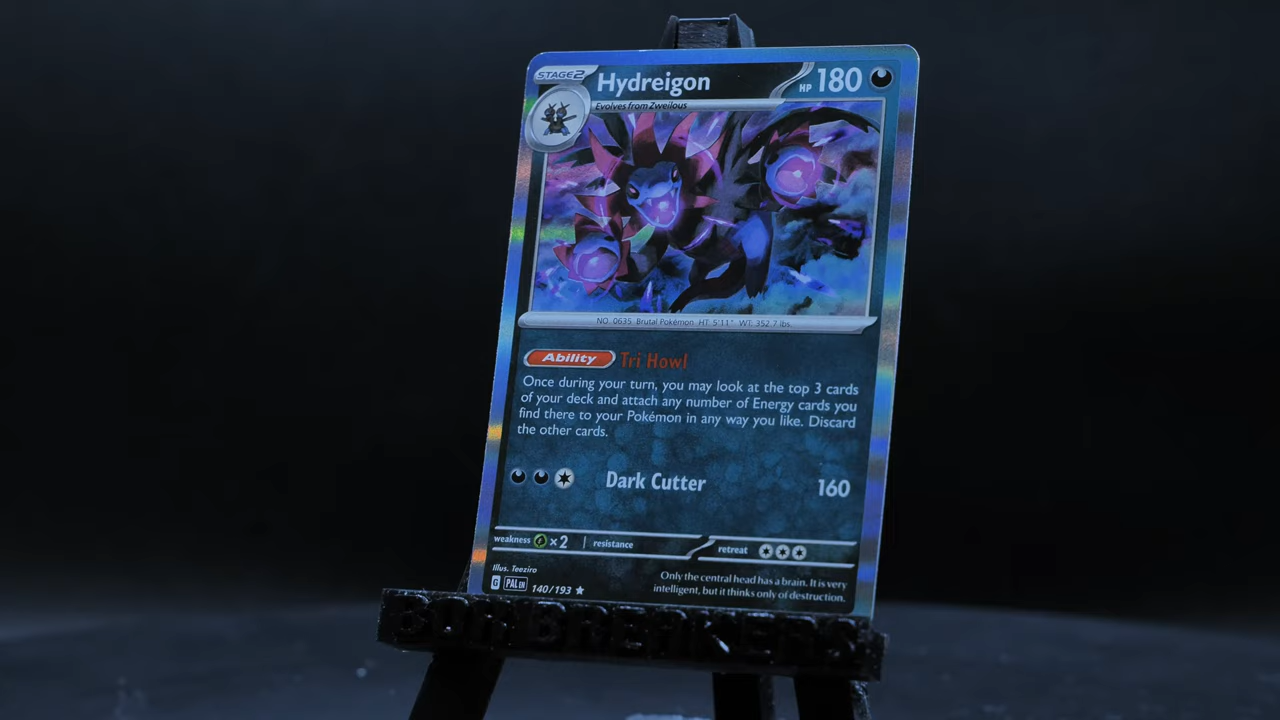 STAGE2 Hydreigon HP 180
Evolves from Zweilous
NO. 0635 Brutal Pokémon HT: 5'11" WT: 352.7 lbs.
Ability Tri Howl
Once during your turn, you may look at the top 3 cards
of your deck and attach any number of Energy cards you
find there to your Pokémon in any way you like. Discard
the other cards.
Dark Cutter 160
weakness ×2 resistance retreat
Illus. Teeziro
G PAL EN 140/193 ★
Only the central head has a brain. It is very
intelligent, but it thinks only of destruction.
BOXBREAKERS